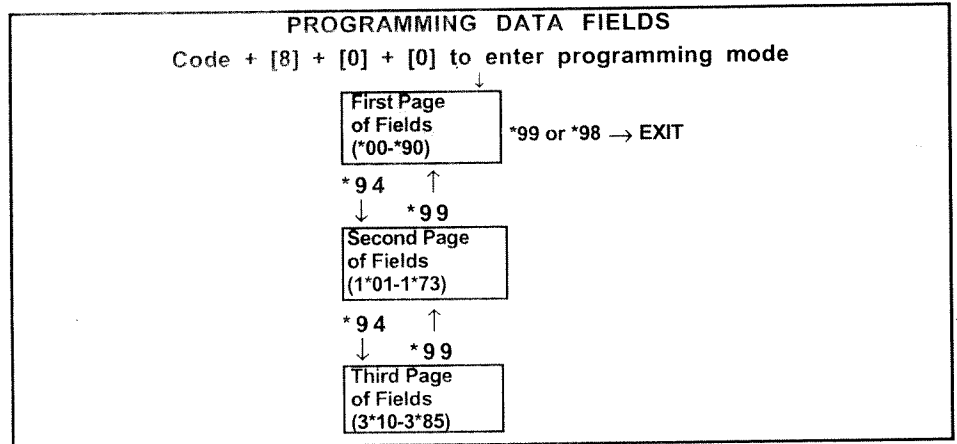 PROGRAMMING DATA FIELDS
Code + [8] + [0] + [0] to enter programming mode
↓
First Page
of Fields
(*00-*90)
*99 or *98 → EXIT
*94 ↑
↓ *99
Second Page
of Fields
(1*01-1*73)
*94 ↑
↓ *99
Third Page
of Fields
(3*10-3*85)